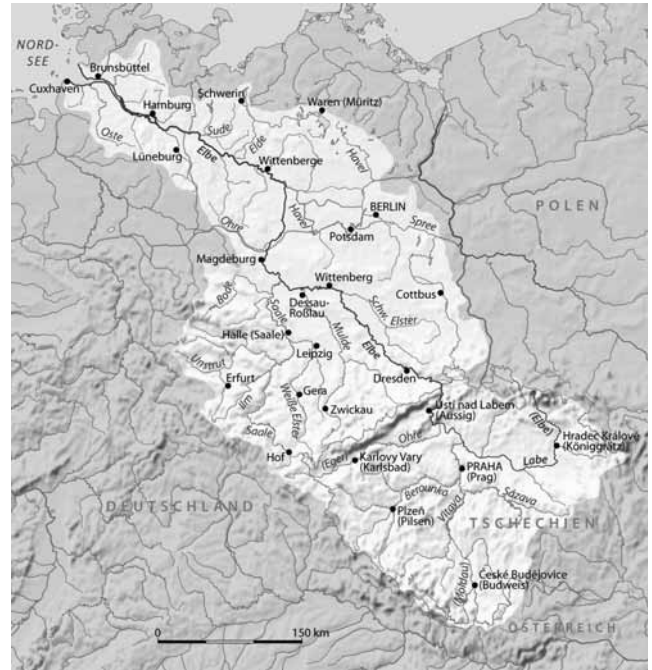 NORD-
SEE
Brunsbüttel
Cuxhaven
Schwerin
Waren (Müritz)
Hamburg
Sude
Elde
Oste
Elbe
Havel
Lüneburg
Wittenberge
POLEN
Havel
BERLIN
Ohre
Spree
Potsdam
Magdeburg
Wittenberg
Bode
Cottbus
Dessau-
Roßlau
Schw. Elster
Saale
Mulde
Halle (Saale)
Elbe
Leipzig
Unstrut
Dresden
Erfurt
Gera
Ilm
Weiße Elster
Zwickau
Ústí nad Labem
(Aussig)
(Elbe)
Ohře
Saale
Hradec Králové
(Königgrätz)
Hof
(Eger)
Karlovy Vary
(Karlsbad)
Labe
PRAHA
(Prag)
Berounka
Sázava
DEUTSCHLAND
Plzeň
(Pilsen)
Vltava
TSCHECHIEN
(Moldau)
České Budějovice
(Budweis)
ÖSTERREICH
0 150 km